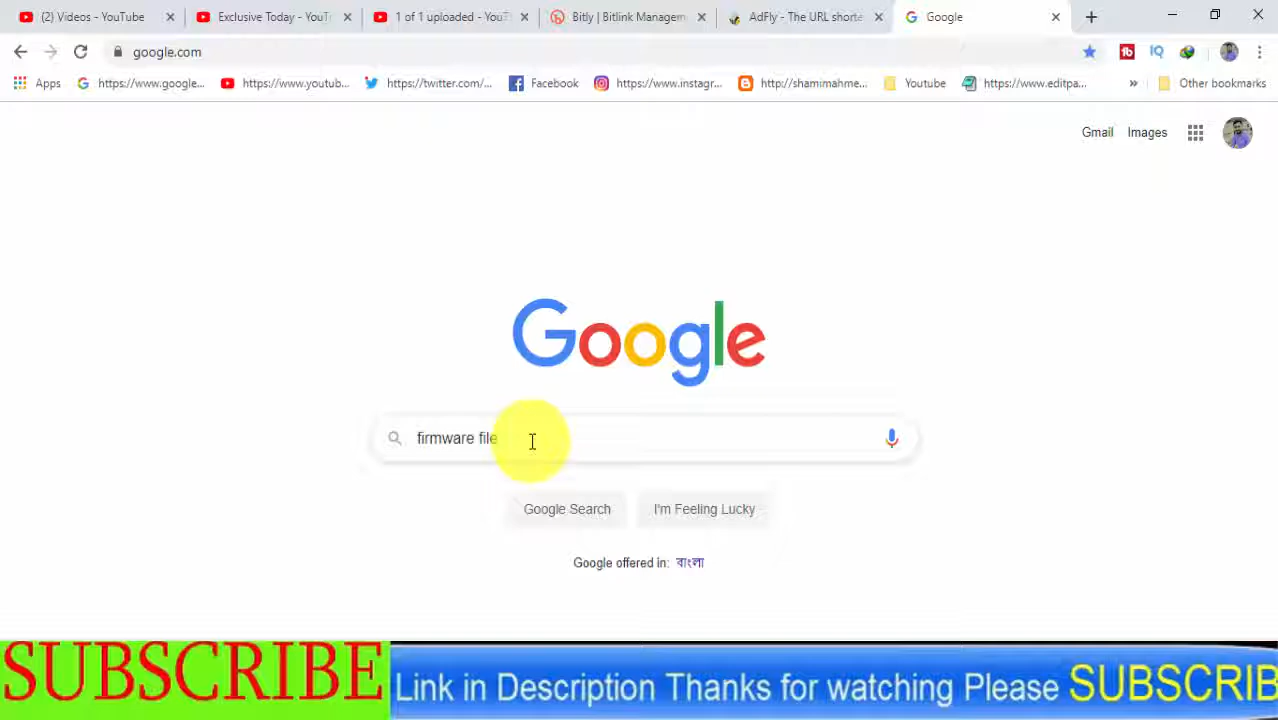 (2) Videos - YouTube
Exclusive Today - YouT
1 of 1 uploaded - YouT
Bitly | Bitlink Managem
AdFly - The URL shorte
Google
google.com
Apps
https://www.google...
https://www.youtub...
https://twitter.com/...
Facebook
https://www.instagr...
http://shamimahme...
Youtube
https://www.editpa...
Other bookmarks
Gmail Images
Google
firmware file
Google Search
I'm Feeling Lucky
Google offered in: বাংলা
SUBSCRIBE Link in Description Thanks for watching Please SUBSCRIB